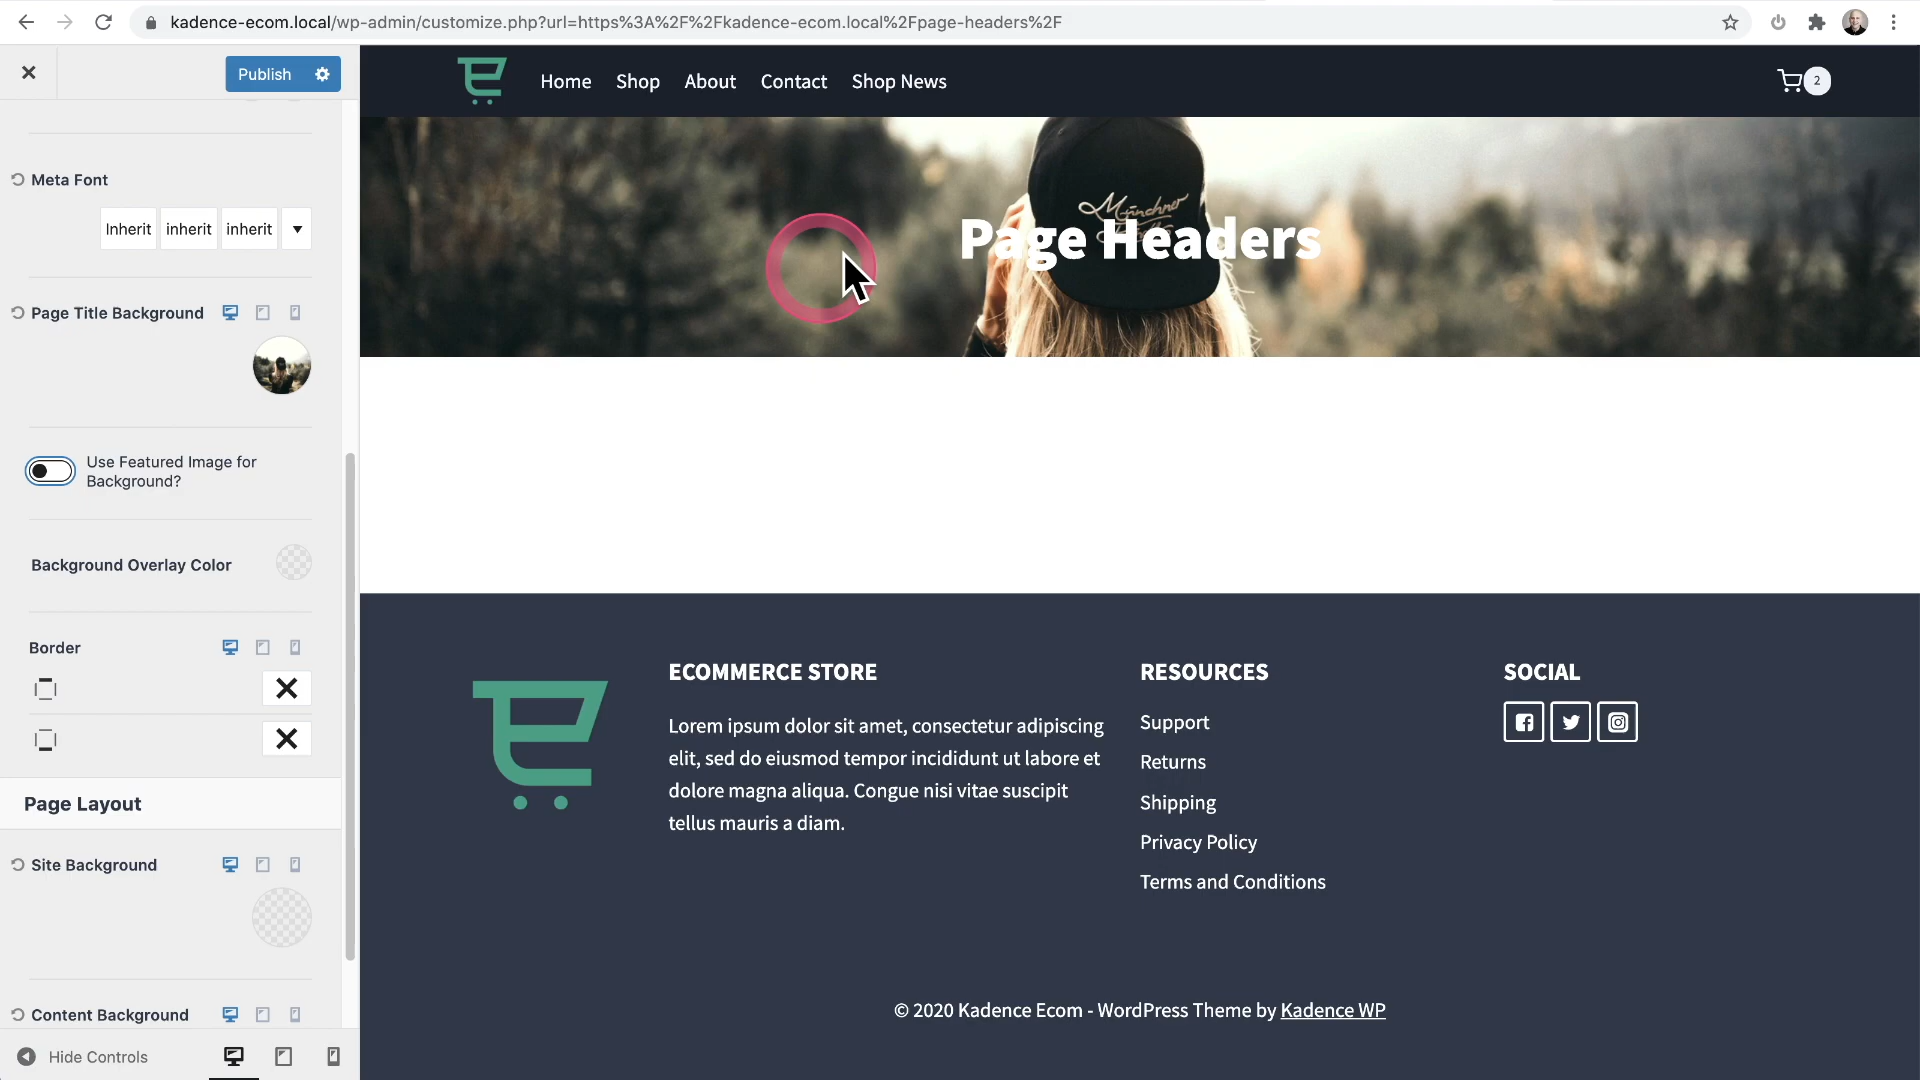 kadence-ecom.local/wp-admin/customize.php?url=https%3A%2F%2Fkadence-ecom.local%2Fpage-headers%2F
Publish
Home
Shop
About
Contact
Shop News
2
Meta Font
Inherit
inherit
inherit
Page Headers
Page Title Background
Use Featured Image for
Background?
Background Overlay Color
Border
Page Layout
Site Background
Content Background
Hide Controls
ECOMMERCE STORE
Lorem ipsum dolor sit amet, consectetur adipiscing
elit, sed do eiusmod tempor incididunt ut labore et
dolore magna aliqua. Congue nisi vitae suscipit
tellus mauris a diam.
RESOURCES
Support
Returns
Shipping
Privacy Policy
Terms and Conditions
SOCIAL
© 2020 Kadence Ecom - WordPress Theme by Kadence WP